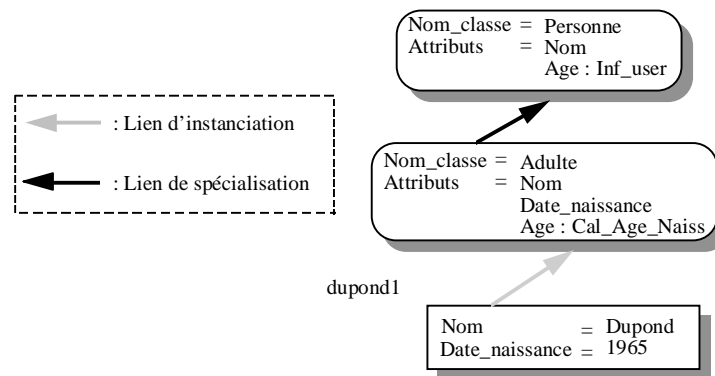 Nom_classe = Personne
Attributs = Nom
Age : Inf_user
: Lien d'instanciation
: Lien de spécialisation
Nom_classe = Adulte
Attributs = Nom
Date_naissance
Age : Cal_Age_Naiss
dupond1
Nom = Dupond
Date_naissance = 1965